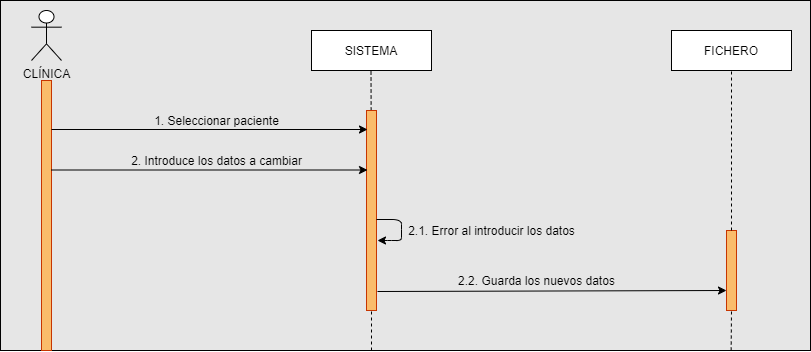 SISTEMA
FICHERO
CLÍNICA
1. Seleccionar paciente
2. Introduce los datos a cambiar
2.1. Error al introducir los datos
2.2. Guarda los nuevos datos